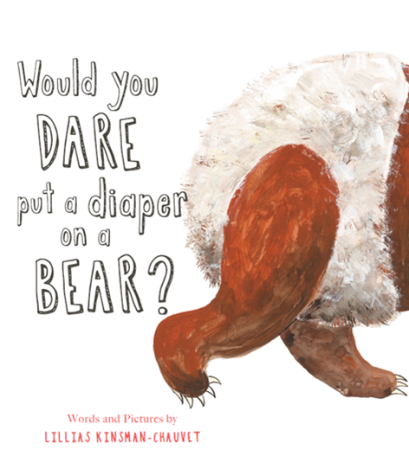 Would you
DARE
put a diaper
on a
BEAR?
Words and Pictures by
LILLIAS KINSMAN-CHAUVET